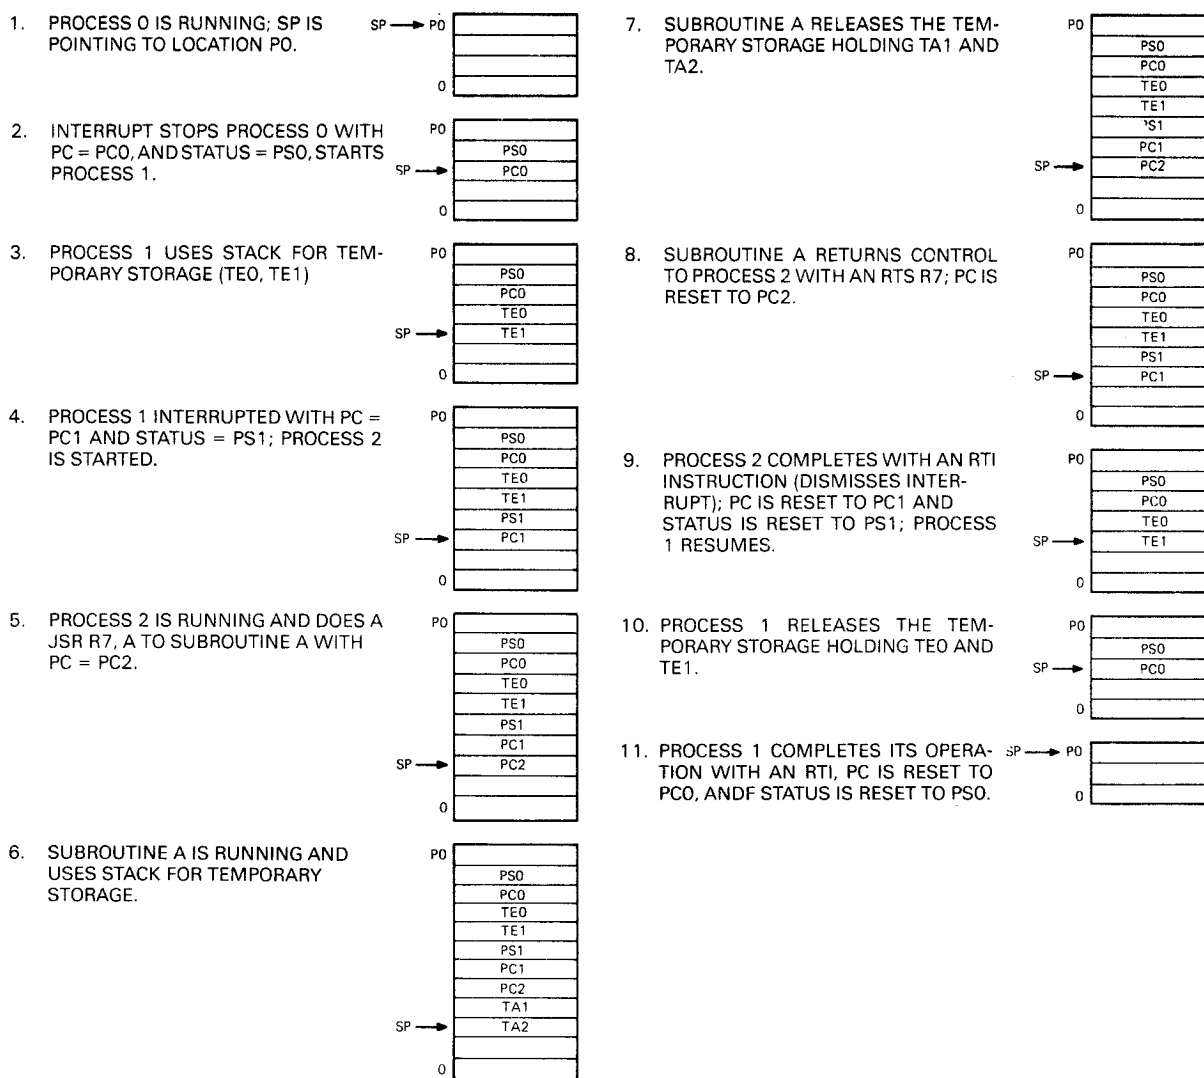 1. PROCESS 0 IS RUNNING; SP IS
POINTING TO LOCATION P0.
SP P0
0
2. INTERRUPT STOPS PROCESS 0 WITH
PC = PC0, AND STATUS = PS0, STARTS
PROCESS 1.
P0
PS0
SP PC0
0
3. PROCESS 1 USES STACK FOR TEM-
PORARY STORAGE (TE0, TE1)
P0
PS0
PC0
TE0
SP TE1
0
4. PROCESS 1 INTERRUPTED WITH PC =
PC1 AND STATUS = PS1; PROCESS 2
IS STARTED.
P0
PS0
PC0
TE0
TE1
PS1
SP PC1
0
5. PROCESS 2 IS RUNNING AND DOES A
JSR R7, A TO SUBROUTINE A WITH
PC = PC2.
P0
PS0
PC0
TE0
TE1
PS1
PC1
SP PC2
0
6. SUBROUTINE A IS RUNNING AND
USES STACK FOR TEMPORARY
STORAGE.
P0
PS0
PC0
TE0
TE1
PS1
PC1
PC2
TA1
SP TA2
0
7. SUBROUTINE A RELEASES THE TEM-
PORARY STORAGE HOLDING TA1 AND
TA2.
P0
PS0
PC0
TE0
TE1
PS1
PC1
SP PC2
0
8. SUBROUTINE A RETURNS CONTROL
TO PROCESS 2 WITH AN RTS R7; PC IS
RESET TO PC2.
P0
PS0
PC0
TE0
TE1
PS1
SP PC1
0
9. PROCESS 2 COMPLETES WITH AN RTI
INSTRUCTION (DISMISSES INTER-
RUPT); PC IS RESET TO PC1 AND
STATUS IS RESET TO PS1; PROCESS
1 RESUMES.
P0
PS0
PC0
TE0
SP TE1
0
10. PROCESS 1 RELEASES THE TEM-
PORARY STORAGE HOLDING TE0 AND
TE1.
P0
PS0
SP PC0
0
11. PROCESS 1 COMPLETES ITS OPERA-
TION WITH AN RTI, PC IS RESET TO
PC0, ANDF STATUS IS RESET TO PS0.
SP P0
0